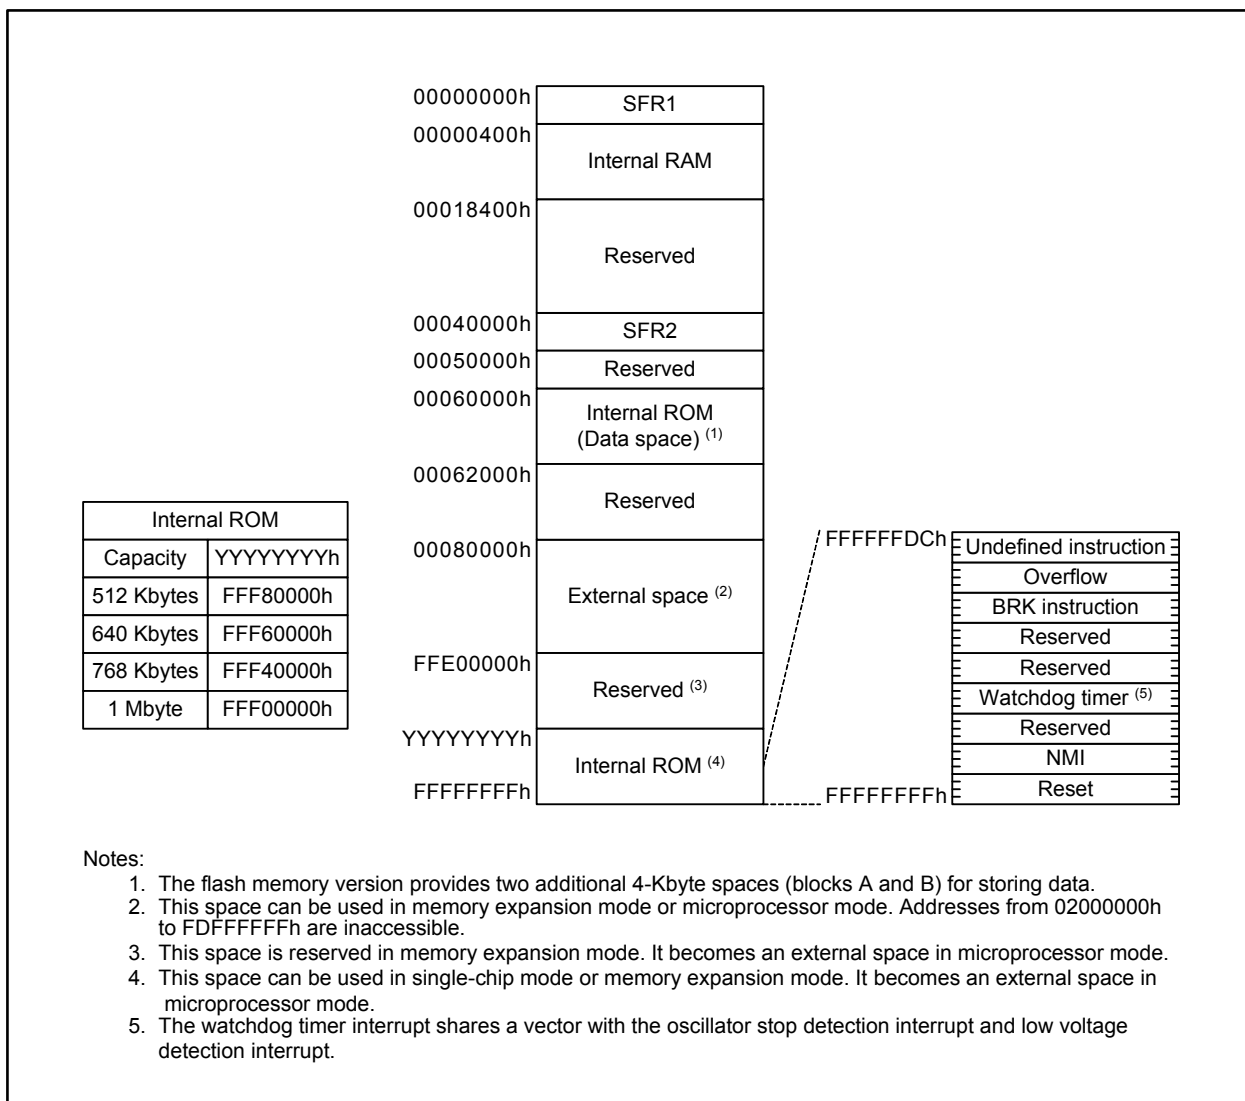 00000000h
SFR1
00000400h
Internal RAM
00018400h
Reserved
00040000h
SFR2
00050000h
Reserved
00060000h
Internal ROM
(Data space) (1)
00062000h
Reserved
00080000h
External space (2)
FFE00000h
Reserved (3)
YYYYYYYYh
Internal ROM (4)
FFFFFFFFh
Internal ROM
Capacity YYYYYYYYh
512 Kbytes FFF80000h
640 Kbytes FFF60000h
768 Kbytes FFF40000h
1 Mbyte FFF00000h
FFFFFFDCh
Undefined instruction
Overflow
BRK instruction
Reserved
Reserved
Watchdog timer (5)
Reserved
NMI
Reset
FFFFFFFFh
Notes:
1. The flash memory version provides two additional 4-Kbyte spaces (blocks A and B) for storing data.
2. This space can be used in memory expansion mode or microprocessor mode. Addresses from 02000000h
to FDFFFFFFh are inaccessible.
3. This space is reserved in memory expansion mode. It becomes an external space in microprocessor mode.
4. This space can be used in single-chip mode or memory expansion mode. It becomes an external space in
microprocessor mode.
5. The watchdog timer interrupt shares a vector with the oscillator stop detection interrupt and low voltage
detection interrupt.